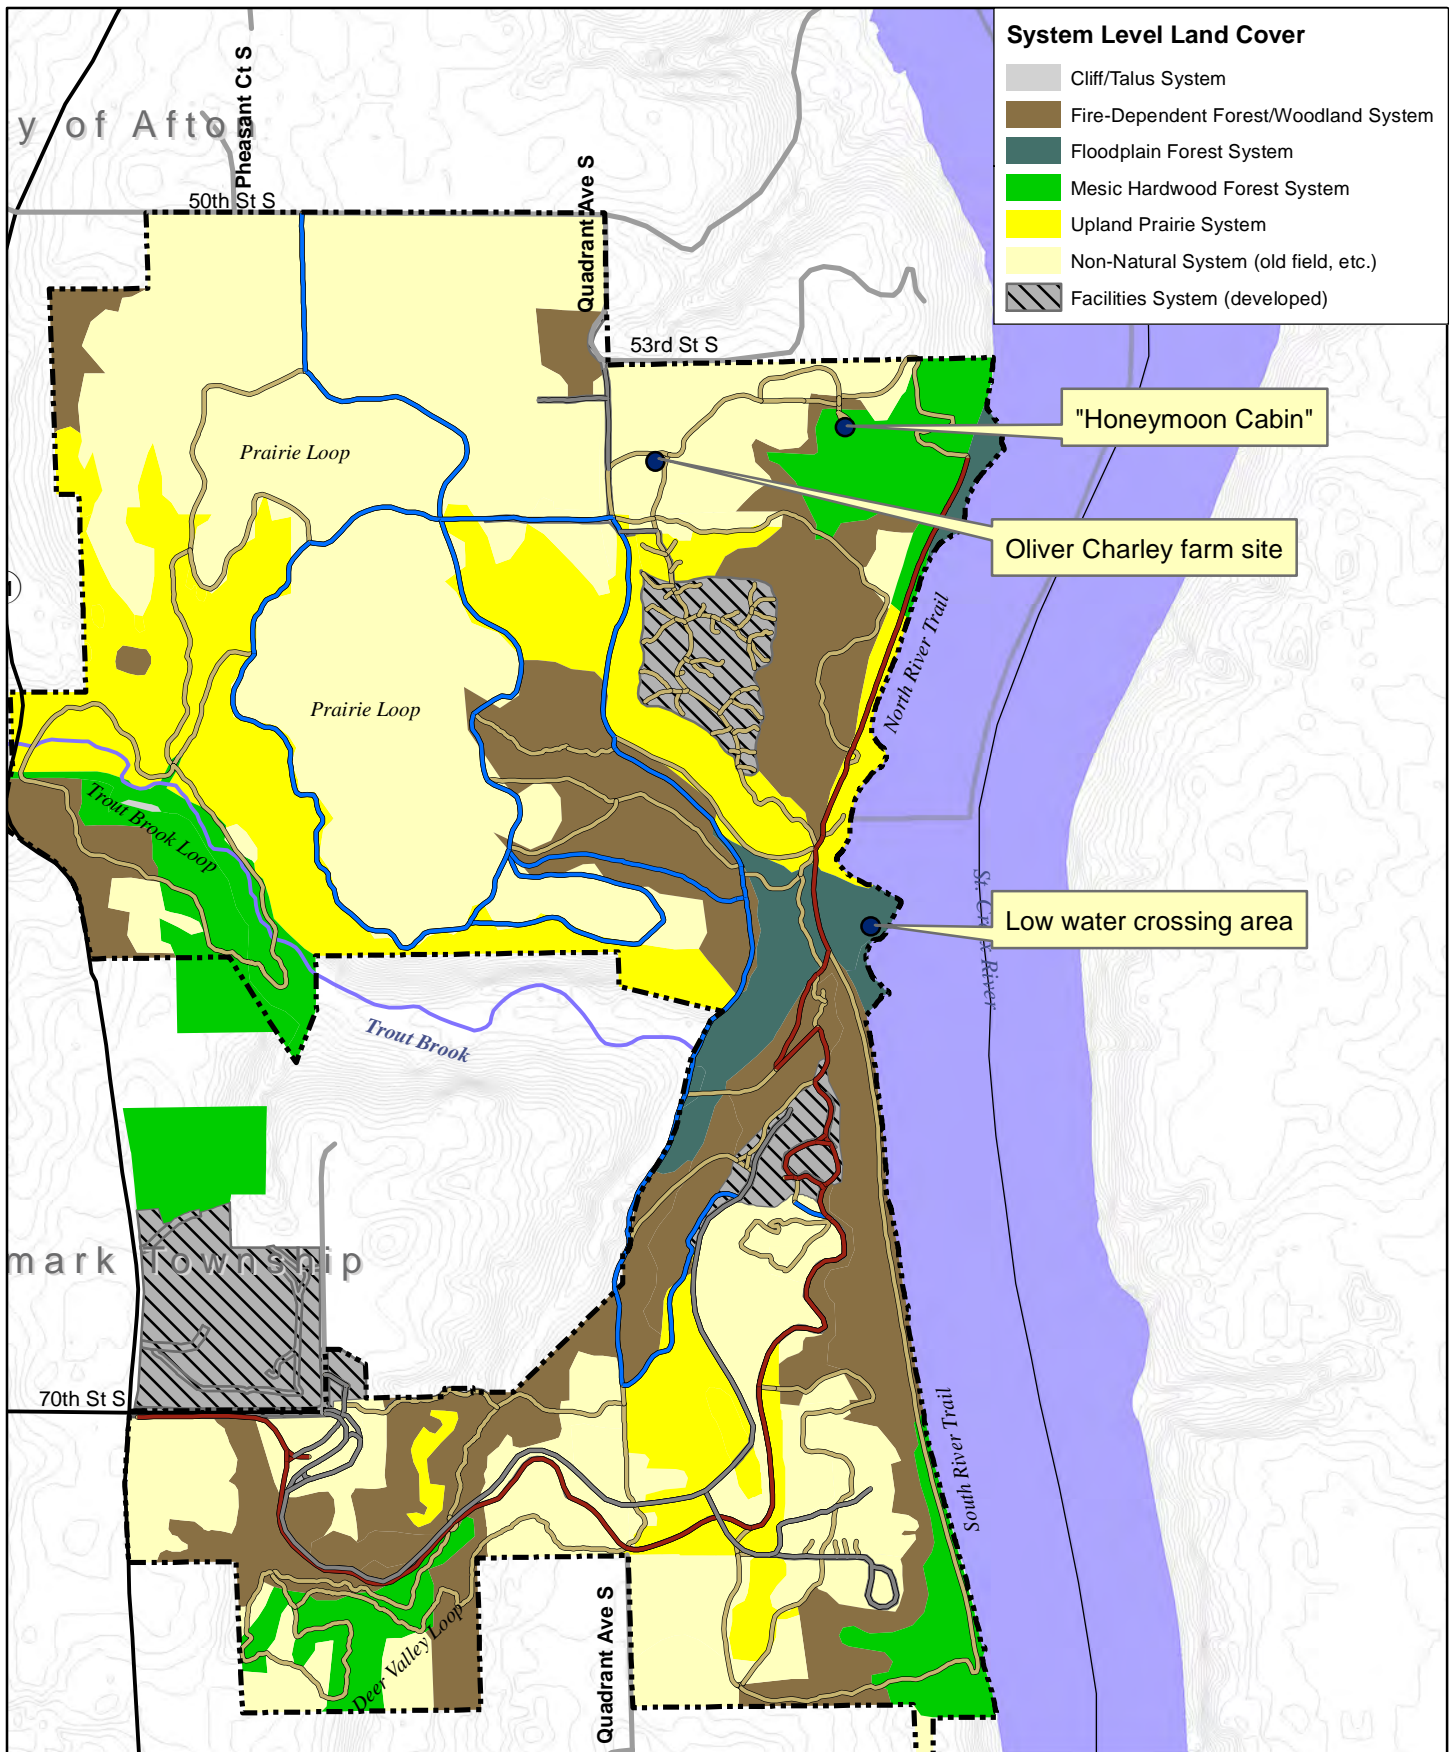 System Level Land Cover
Cliff/Talus System
Fire-Dependent Forest/Woodland System
Floodplain Forest System
Mesic Hardwood Forest System
Upland Prairie System
Non-Natural System (old field, etc.)
Facilities System (developed)
y of Afton
Pheasant Ct S
50th St S
Quadrant Ave S
53rd St S
"Honeymoon Cabin"
Prairie Loop
Oliver Charley farm site
North River Trail
Prairie Loop
Trout Brook Loop
St. Croix River
Low water crossing area
Trout Brook
mark Township
70th St S
South River Trail
Deer Valley Loop
Quadrant Ave S